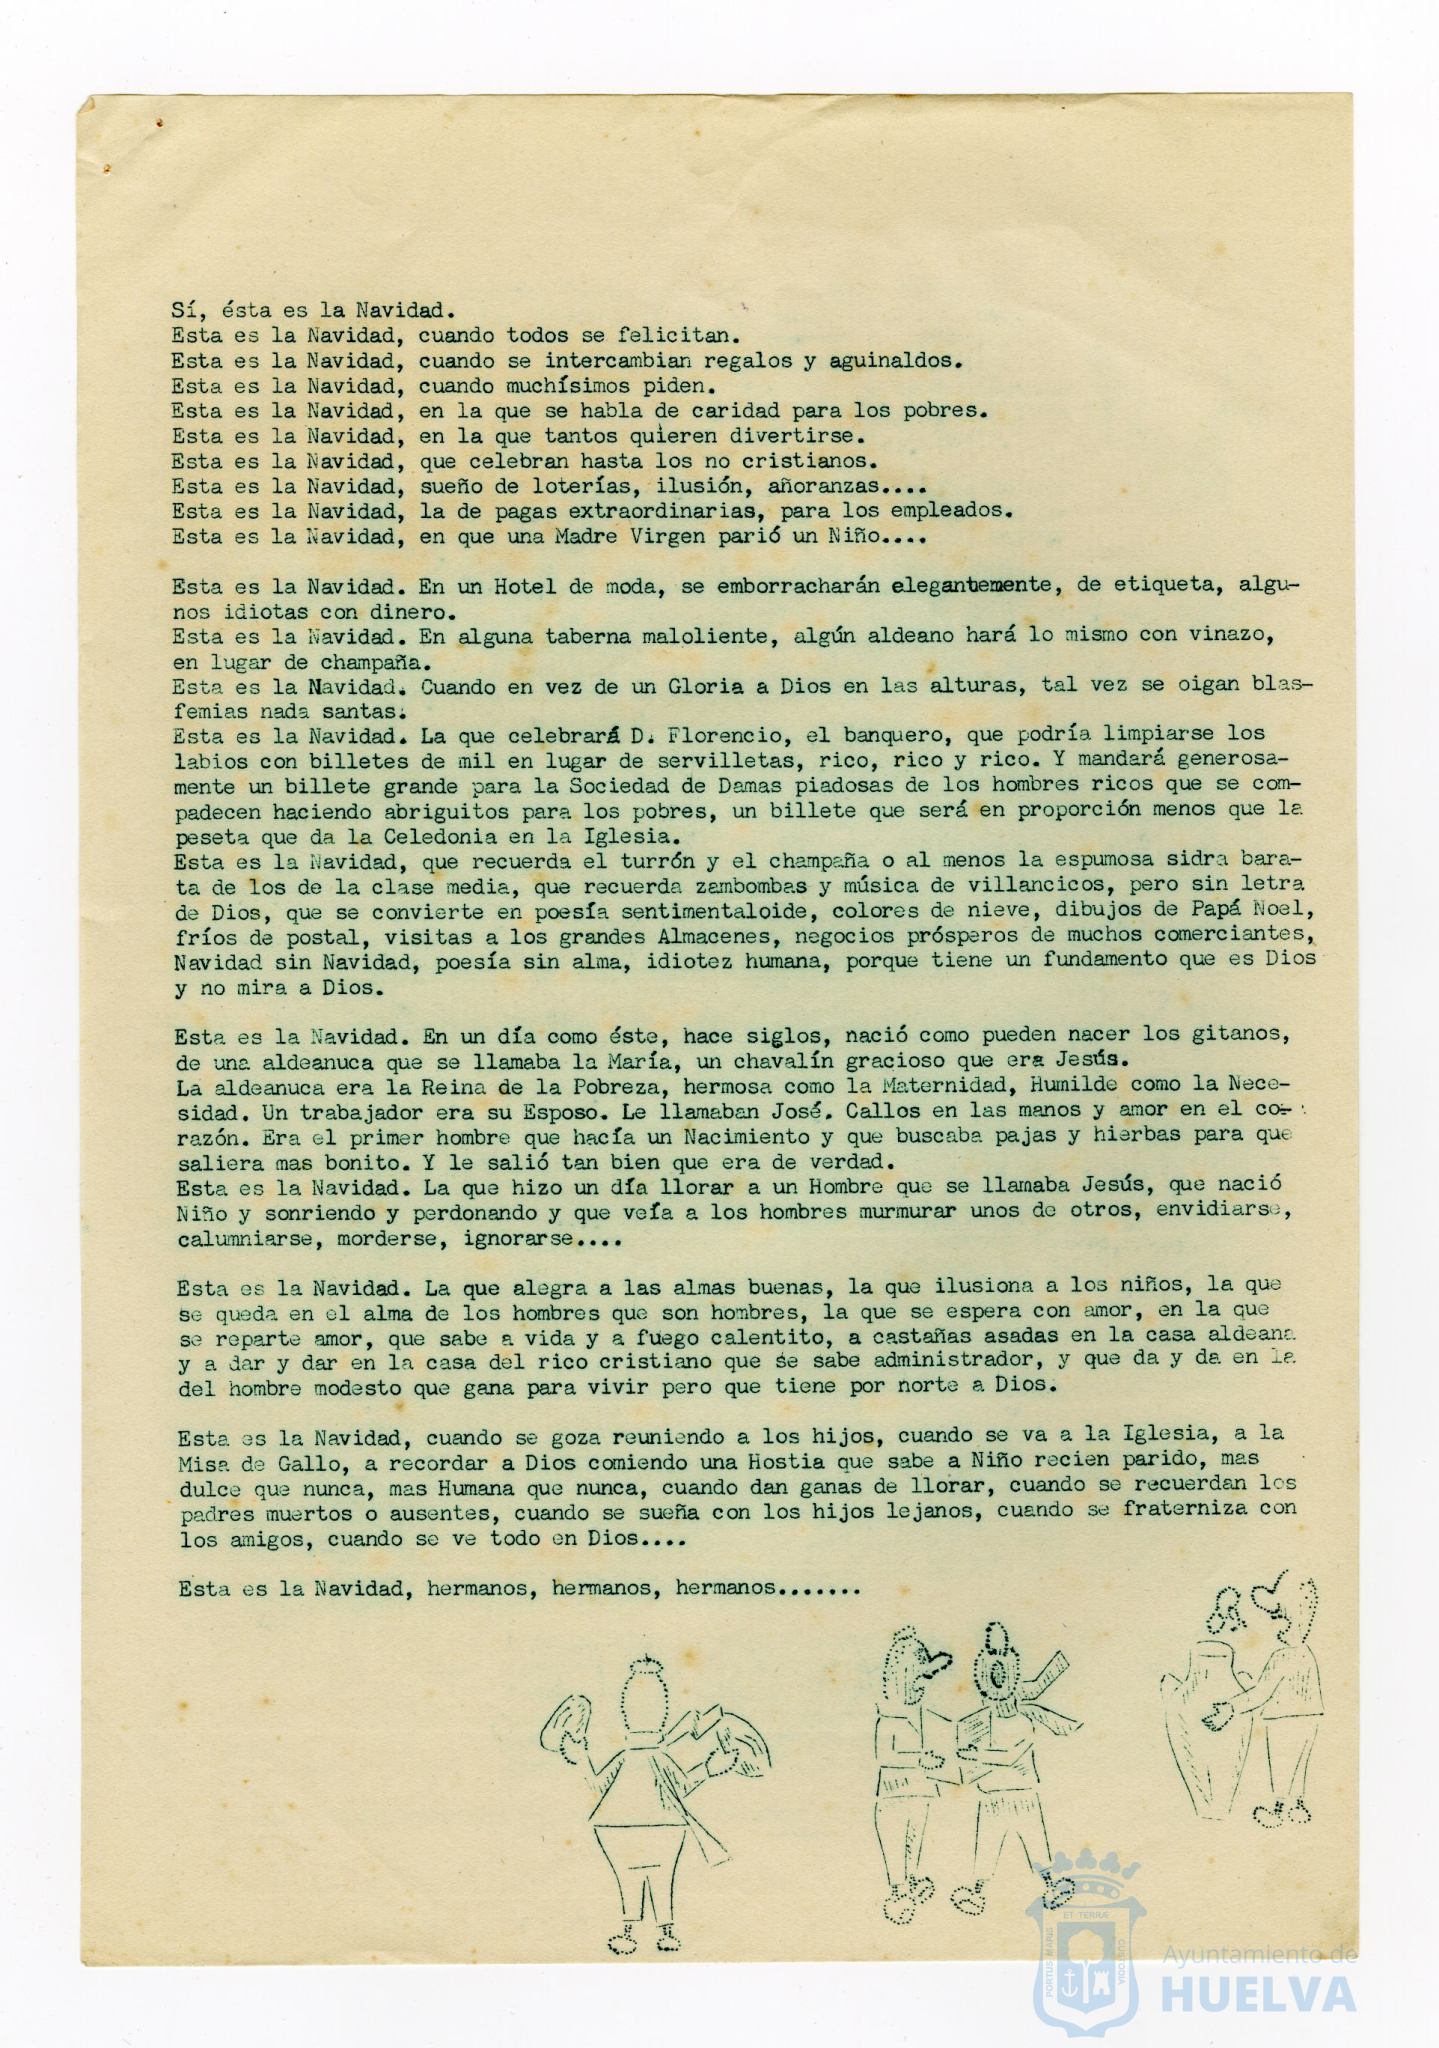 Sí, ésta es la Navidad.
Esta es la Navidad, cuando todos se felicitan.
Esta es la Navidad, cuando se intercambian regalos y aguinaldos.
Esta es la Navidad, cuando muchísimos piden.
Esta es la Navidad, en la que se habla de caridad para los pobres.
Esta es la Navidad, en la que tantos quieren divertirse.
Esta es la Navidad, que celebran hasta los no cristianos.
Esta es la Navidad, sueño de loterías, ilusión, añoranzas....
Esta es la Navidad, la de pagas extraordinarias, para los empleados.
Esta es la Navidad, en que una Madre Virgen parió un Niño....
Esta es la Navidad. En un Hotel de moda, se emborracharán elegantemente, de etiqueta, algu-
nos idiotas con dinero.
Esta es la Navidad. En alguna taberna maloliente, algún aldeano hará lo mismo con vinazo,
en lugar de champaña.
Esta es la Navidad. Cuando en vez de un Gloria a Dios en las alturas, tal vez se oigan blas-
femias nada santas.
Esta es la Navidad. La que celebrará D. Florencio, el banquero, que podría limpiarse los
labios con billetes de mil en lugar de servilletas, rico, rico y rico. Y mandará generosa-
mente un billete grande para la Sociedad de Damas piadosas de los hombres ricos que se com-
padecen haciendo abriguitos para los pobres, un billete que será en proporción menos que la
peseta que da la Celedonia en la Iglesia.
Esta es la Navidad, que recuerda el turrón y el champaña o al menos la espumosa sidra bara-
ta de los de la clase media, que recuerda zambombas y música de villancicos, pero sin letra
de Dios, que se convierte en poesía sentimentaloide, colores de nieve, dibujos de Papá Noel,
fríos de postal, visitas a los grandes Almacenes, negocios prósperos de muchos comerciantes,
Navidad sin Navidad, poesía sin alma, idiotez humana, porque tiene un fundamento que es Dios
y no mira a Dios.
Esta es la Navidad. En un día como éste, hace siglos, nació como pueden nacer los gitanos,
de una aldeanuca que se llamaba la María, un chavalín gracioso que era Jesús.
La aldeanuca era la Reina de la Pobreza, hermosa como la Maternidad, Humilde como la Nece-
sidad. Un trabajador era su Esposo. Le llamaban José. Callos en las manos y amor en el co-
razón. Era el primer hombre que hacía un Nacimiento y que buscaba pajas y hierbas para que
saliera mas bonito. Y le salió tan bien que era de verdad.
Esta es la Navidad. La que hizo un día llorar a un Hombre que se llamaba Jesús, que nació
Niño y sonriendo y perdonando y que veía a los hombres murmurar unos de otros, envidiarse,
calumniarse, morderse, ignorarse....
Esta es la Navidad. La que alegra a las almas buenas, la que ilusiona a los niños, la que
se queda en el alma de los hombres que son hombres, la que se espera con amor, en la que
se reparte amor, que sabe a vida y a fuego calentito, a castañas asadas en la casa aldeana
y a dar y dar en la casa del rico cristiano que se sabe administrador, y que da y da en la
del hombre modesto que gana para vivir pero que tiene por norte a Dios.
Esta es la Navidad, cuando se goza reuniendo a los hijos, cuando se va a la Iglesia, a la
Misa de Gallo, a recordar a Dios comiendo una Hostia que sabe a Niño recien parido, mas
dulce que nunca, mas Humana que nunca, cuando dan ganas de llorar, cuando se recuerdan los
padres muertos o ausentes, cuando se sueña con los hijos lejanos, cuando se fraterniza con
los amigos, cuando se ve todo en Dios....
Esta es la Navidad, hermanos, hermanos, hermanos.......
PORTUS MARIS
ET TERRÆ
CUSTODIA
Ayuntamiento de
HUELVA